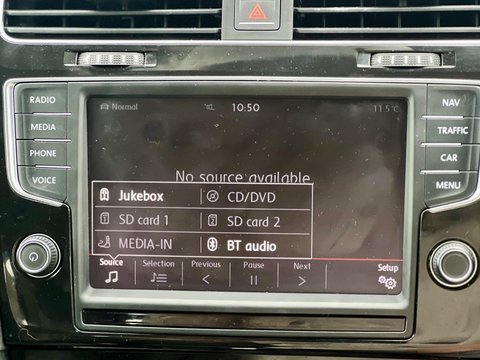 RADIO
MEDIA
PHONE
VOICE
NAV
TRAFFIC
CAR
MENU
Normal
10:50
11.5°C
No source available
Jukebox
CD/DVD
SD card 1
SD card 2
MEDIA-IN
BT audio
Source
Selection
Previous
Pause
Next
Setup